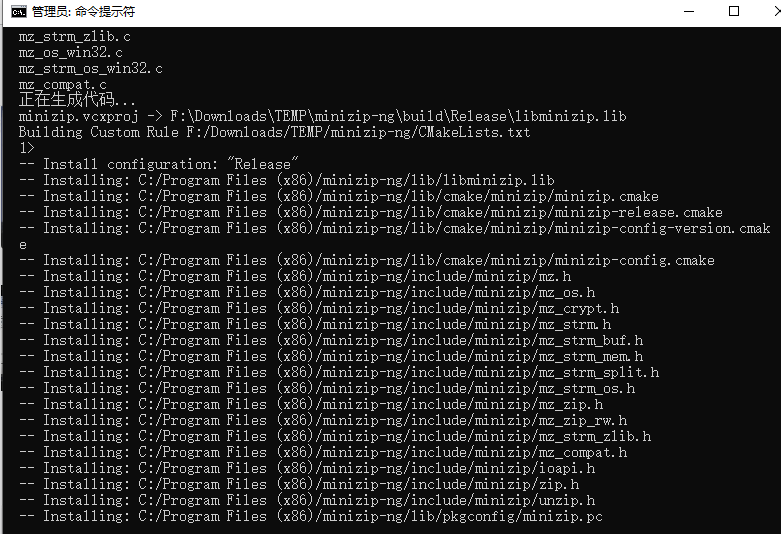 管理员: 命令提示符
mz_strm_zlib.c
mz_os_win32.c
mz_strm_os_win32.c
mz_compat.c
正在生成代码...
minizip.vcxproj -> F:\Downloads\TEMP\minizip-ng\build\Release\libminizip.lib
Building Custom Rule F:/Downloads/TEMP/minizip-ng/CMakeLists.txt
1>
-- Install configuration: "Release"
-- Installing: C:/Program Files (x86)/minizip-ng/lib/libminizip.lib
-- Installing: C:/Program Files (x86)/minizip-ng/lib/cmake/minizip/minizip.cmake
-- Installing: C:/Program Files (x86)/minizip-ng/lib/cmake/minizip/minizip-release.cmake
-- Installing: C:/Program Files (x86)/minizip-ng/lib/cmake/minizip/minizip-config-version.cmak
e
-- Installing: C:/Program Files (x86)/minizip-ng/lib/cmake/minizip/minizip-config.cmake
-- Installing: C:/Program Files (x86)/minizip-ng/include/minizip/mz.h
-- Installing: C:/Program Files (x86)/minizip-ng/include/minizip/mz_os.h
-- Installing: C:/Program Files (x86)/minizip-ng/include/minizip/mz_crypt.h
-- Installing: C:/Program Files (x86)/minizip-ng/include/minizip/mz_strm.h
-- Installing: C:/Program Files (x86)/minizip-ng/include/minizip/mz_strm_buf.h
-- Installing: C:/Program Files (x86)/minizip-ng/include/minizip/mz_strm_mem.h
-- Installing: C:/Program Files (x86)/minizip-ng/include/minizip/mz_strm_split.h
-- Installing: C:/Program Files (x86)/minizip-ng/include/minizip/mz_strm_os.h
-- Installing: C:/Program Files (x86)/minizip-ng/include/minizip/mz_zip.h
-- Installing: C:/Program Files (x86)/minizip-ng/include/minizip/mz_zip_rw.h
-- Installing: C:/Program Files (x86)/minizip-ng/include/minizip/mz_strm_zlib.h
-- Installing: C:/Program Files (x86)/minizip-ng/include/minizip/mz_compat.h
-- Installing: C:/Program Files (x86)/minizip-ng/include/minizip/ioapi.h
-- Installing: C:/Program Files (x86)/minizip-ng/include/minizip/zip.h
-- Installing: C:/Program Files (x86)/minizip-ng/include/minizip/unzip.h
-- Installing: C:/Program Files (x86)/minizip-ng/lib/pkgconfig/minizip.pc